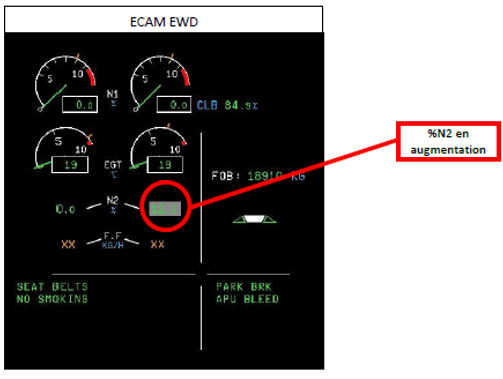 ECAM EWD
5 10 5 10
0.0 N1 % 0.0 CLB 84.9%
5 10 5 10
19 EGT °C 19
FOB: 18910 KG
%N2 en
augmentation
0.0 N2 %
XX F.F KG/H XX
SEAT BELTS PARK BRK
NO SMOKING APU BLEED